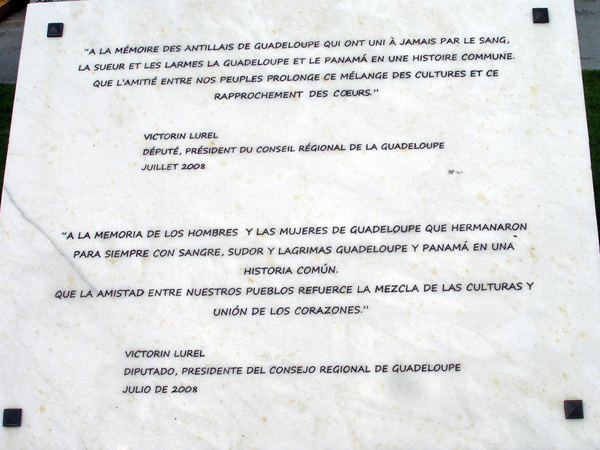 "A LA MÉMOIRE DES ANTILLAIS DE GUADELOUPE QUI ONT UNI À JAMAIS PAR LE SANG,
LA SUEUR ET LES LARMES LA GUADELOUPE ET LE PANAMÁ EN UNE HISTOIRE COMMUNE.
QUE L'AMITIÉ ENTRE NOS PEUPLES PROLONGE CE MÉLANGE DES CULTURES ET CE
RAPPROCHEMENT DES CŒURS."
VICTORIN LUREL
DÉPUTÉ, PRÉSIDENT DU CONSEIL RÉGIONAL DE LA GUADELOUPE
JUILLET 2008
"A LA MEMORIA DE LOS HOMBRES Y LAS MUJERES DE GUADELOUPE QUE HERMANARON
PARA SIEMPRE CON SANGRE, SUDOR Y LAGRIMAS GUADELOUPE Y PANAMÁ EN UNA
HISTORIA COMÚN.
QUE LA AMISTAD ENTRE NUESTROS PUEBLOS REFUERCE LA MEZCLA DE LAS CULTURAS Y
UNIÓN DE LOS CORAZONES."
VICTORIN LUREL
DIPUTADO, PRESIDENTE DEL CONSEJO REGIONAL DE GUADELOUPE
JULIO DE 2008